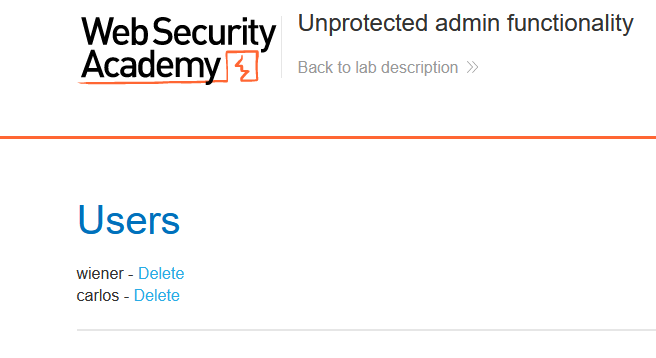 Web Security
Academy
Unprotected admin functionality
Back to lab description
Users
wiener - Delete
carlos - Delete